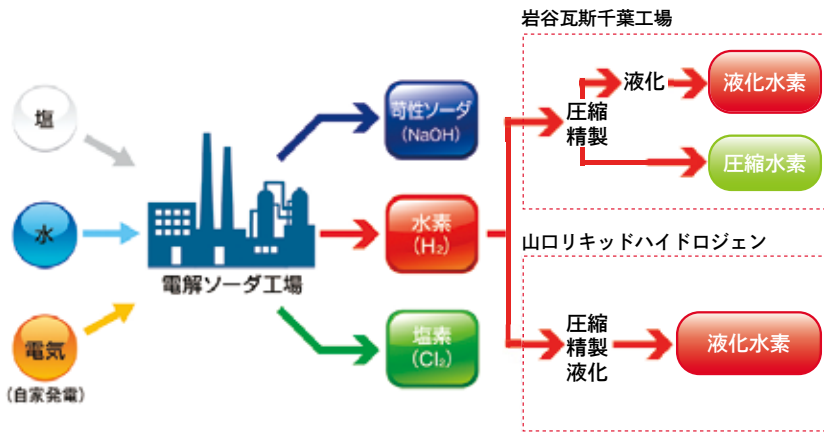 塩
水
電気
(自家発電)
電解ソーダ工場
苛性ソーダ
(NaOH)
水素
(H₂)
塩素
(Cl₂)
岩谷瓦斯千葉工場
圧縮
精製
液化
液化水素
圧縮水素
山口リキッドハイドロジェン
圧縮
精製
液化
液化水素